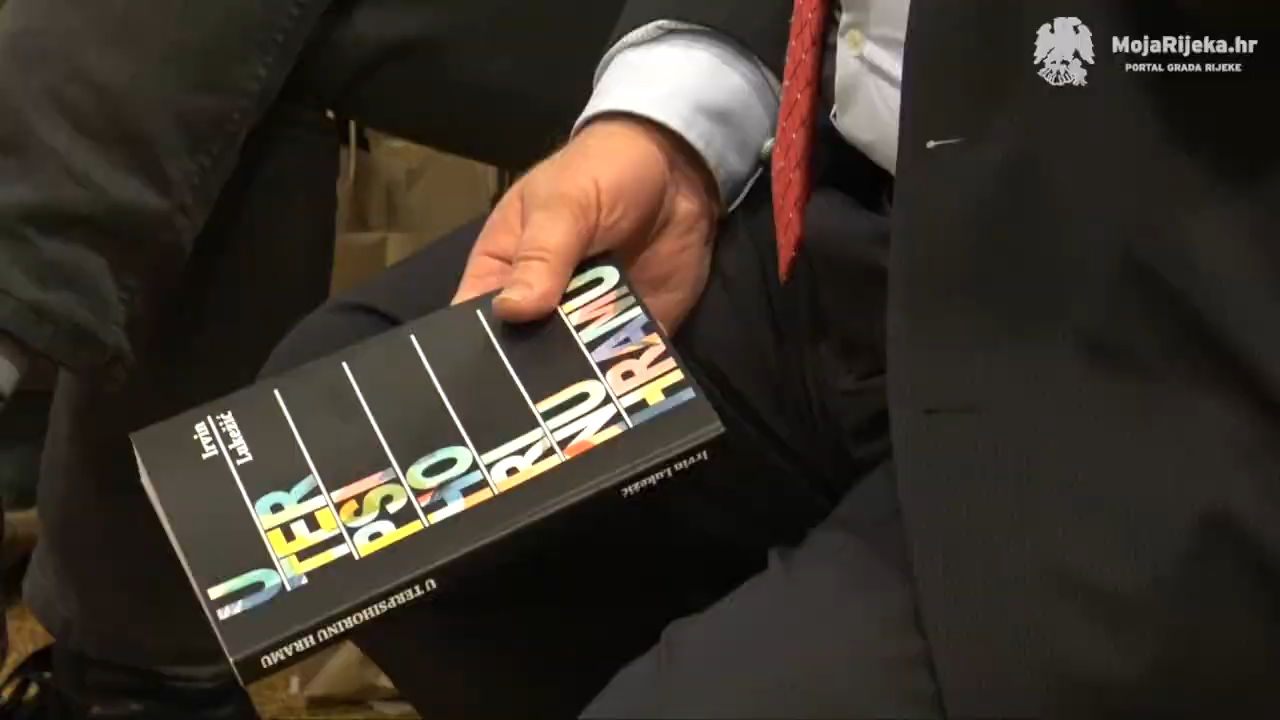 MojaRijeka.hr
PORTAL GRADA RIJEKE
Irvin
Lukežić
U
TER
PSI
HO
RI
NU
HRAMU
U TERPSIHORINU HRAMU
Irvin Lukežić